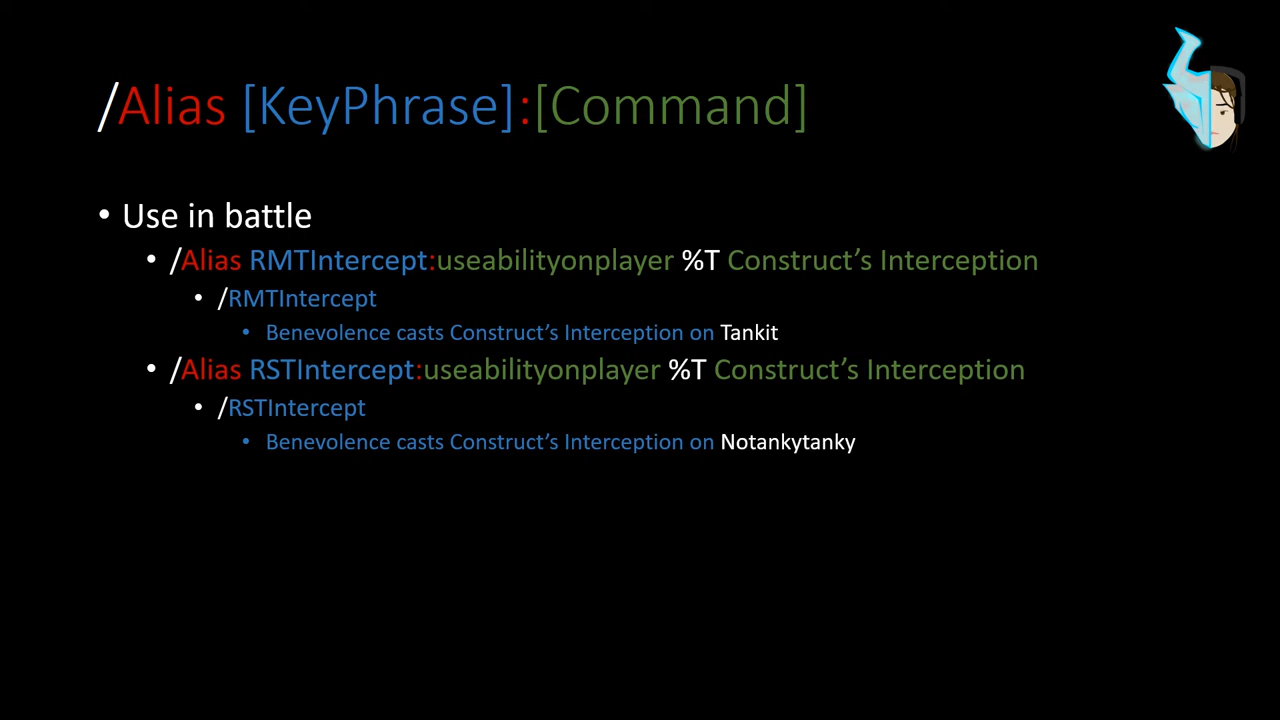 /Alias [KeyPhrase]:[Command]
• Use in battle
• /Alias RMTIntercept:useabilityonplayer %T Construct’s Interception
• /RMTIntercept
• Benevolence casts Construct’s Interception on Tankit
• /Alias RSTIntercept:useabilityonplayer %T Construct’s Interception
• /RSTIntercept
• Benevolence casts Construct’s Interception on Notankytanky